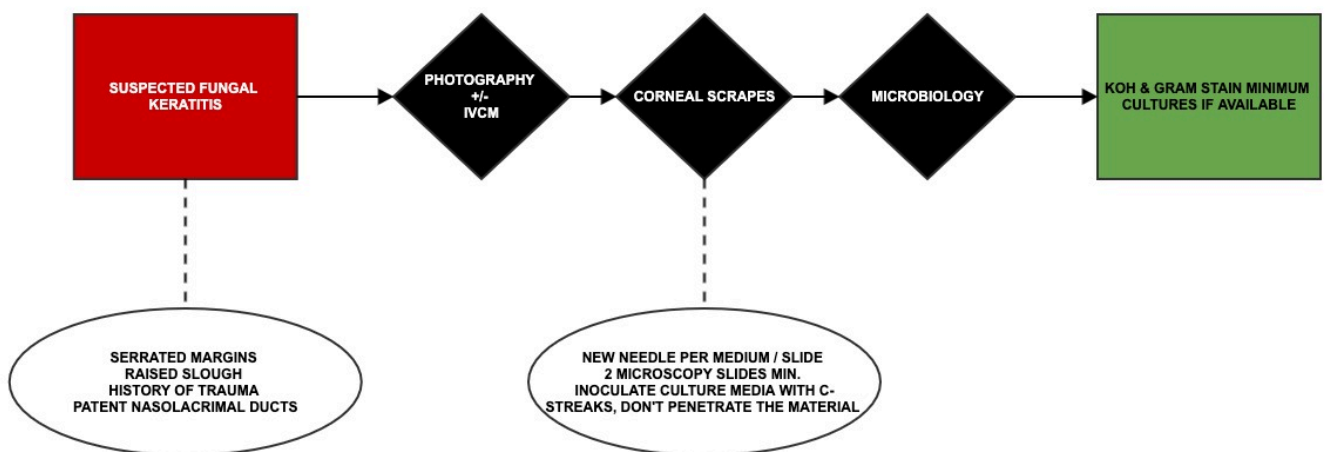 SUSPECTED FUNGAL
KERATITIS
PHOTOGRAPHY
+/-
IVCM
CORNEAL SCRAPES
MICROBIOLOGY
KOH & GRAM STAIN MINIMUM
CULTURES IF AVAILABLE
SERRATED MARGINS
RAISED SLOUGH
HISTORY OF TRAUMA
PATENT NASOLACRIMAL DUCTS
NEW NEEDLE PER MEDIUM / SLIDE
2 MICROSCOPY SLIDES MIN.
INOCULATE CULTURE MEDIA WITH C-
STREAKS, DON'T PENETRATE THE MATERIAL